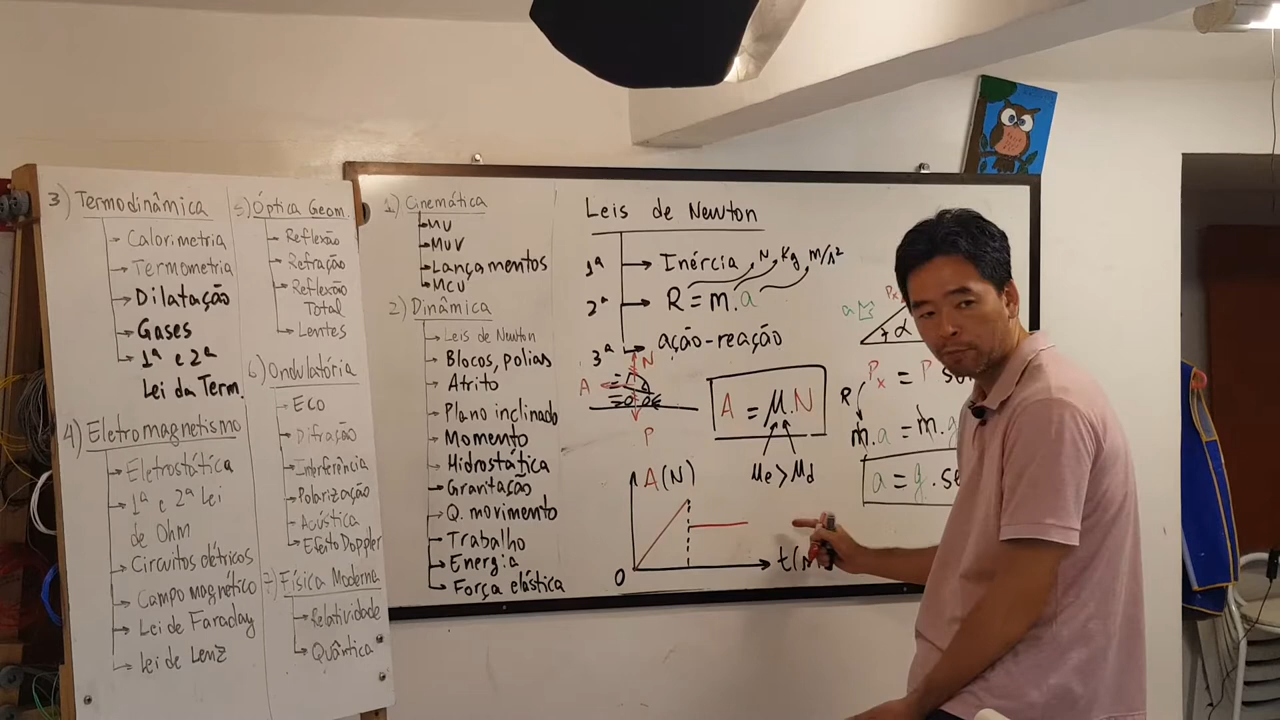 3) Termodinâmica
Calorimetria
Termometria
Dilatação
Gases
1ª e 2ª
Lei da Term.
4) Eletromagnetismo
Eletrostática
1ª e 2ª Lei
de Ohm
Circuitos elétricos
Campo magnético
Lei de Faraday
Lei de Lenz
5) Óptica Geom.
Reflexão
Refração
Reflexão
Total
Lentes
6) Ondulatória
Eco
Difração
Interferência
Polarização
Acústica
Efeito Doppler
7) Física Moderna
Relatividade
Quântica
1) Cinemática
MU
MUV
Lançamentos
MCU
2) Dinâmica
Leis de Newton
Blocos, polias
Atrito
Plano inclinado
Momento
Hidrostática
Gravitação
Q. movimento
Trabalho
Energia
Força elástica
Leis de Newton
1ª Inércia N Kg m/s²
2ª R = m.a
3ª ação-reação
N
A
P
A = μ.N
μe > μd
A(N)
0
t(
a
Px
α
Px = P
R
m.a = m.g
a = g.se